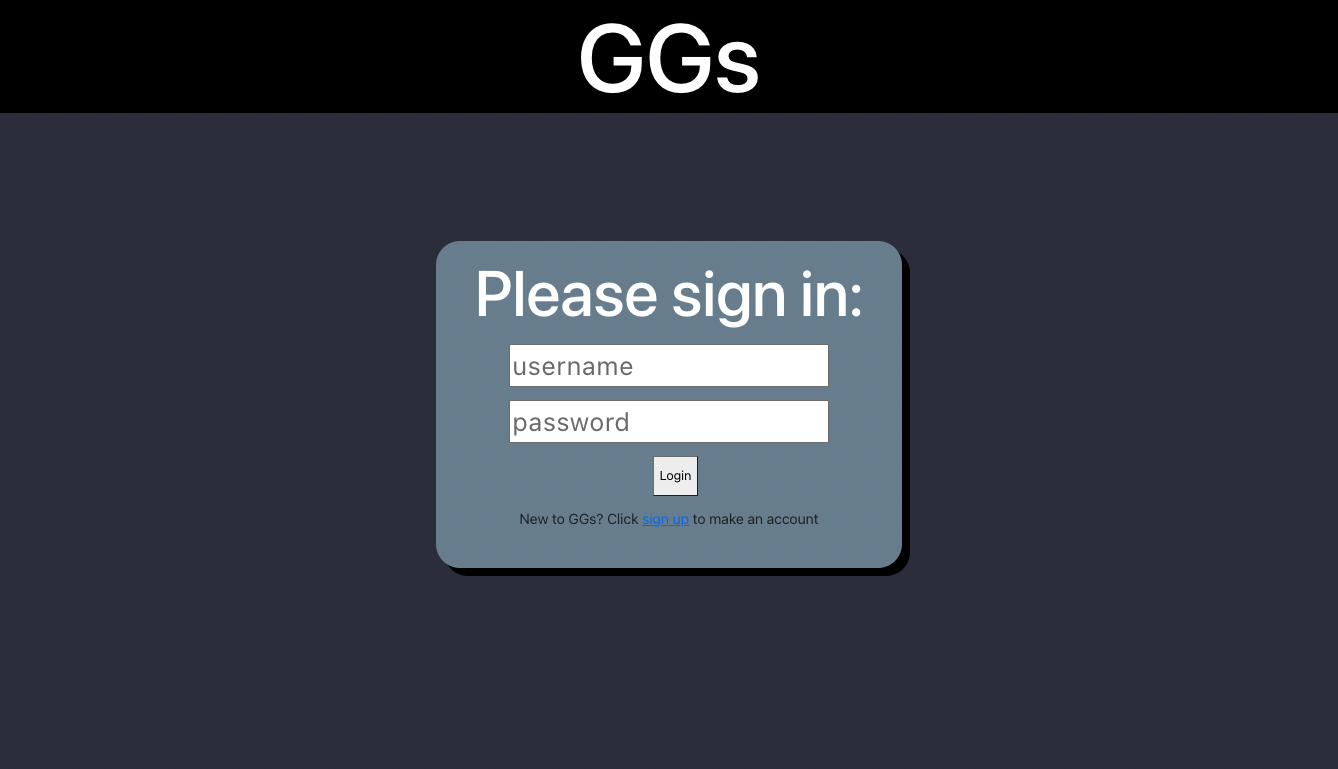 GGs
Please sign in:
username
password
Login
New to GGs? Click sign up to make an account